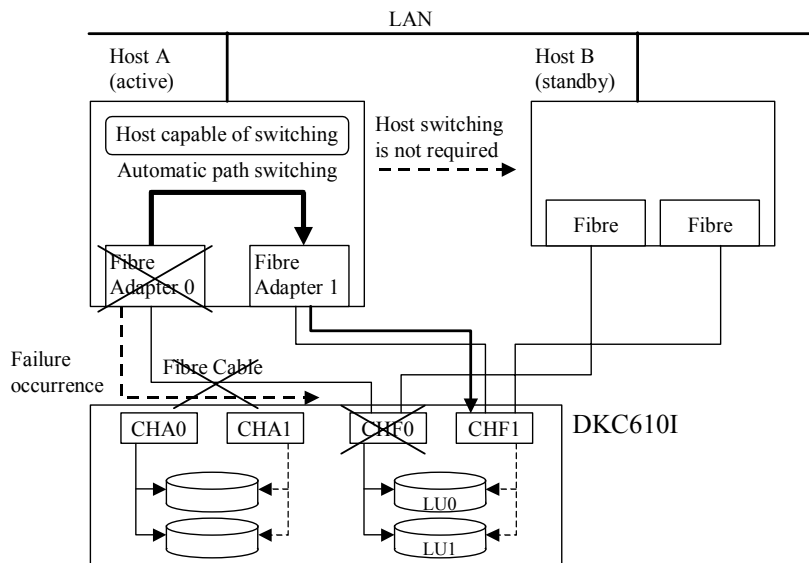 LAN
Host A
(active)
Host B
(standby)
Host capable of switching
Automatic path switching
Host switching
is not required
Fibre
Adapter 0
Fibre
Adapter 1
Fibre
Fibre
Failure
occurrence
Fibre Cable
CHA0
CHA1
CHF0
CHF1
DKC610I
LU0
LU1